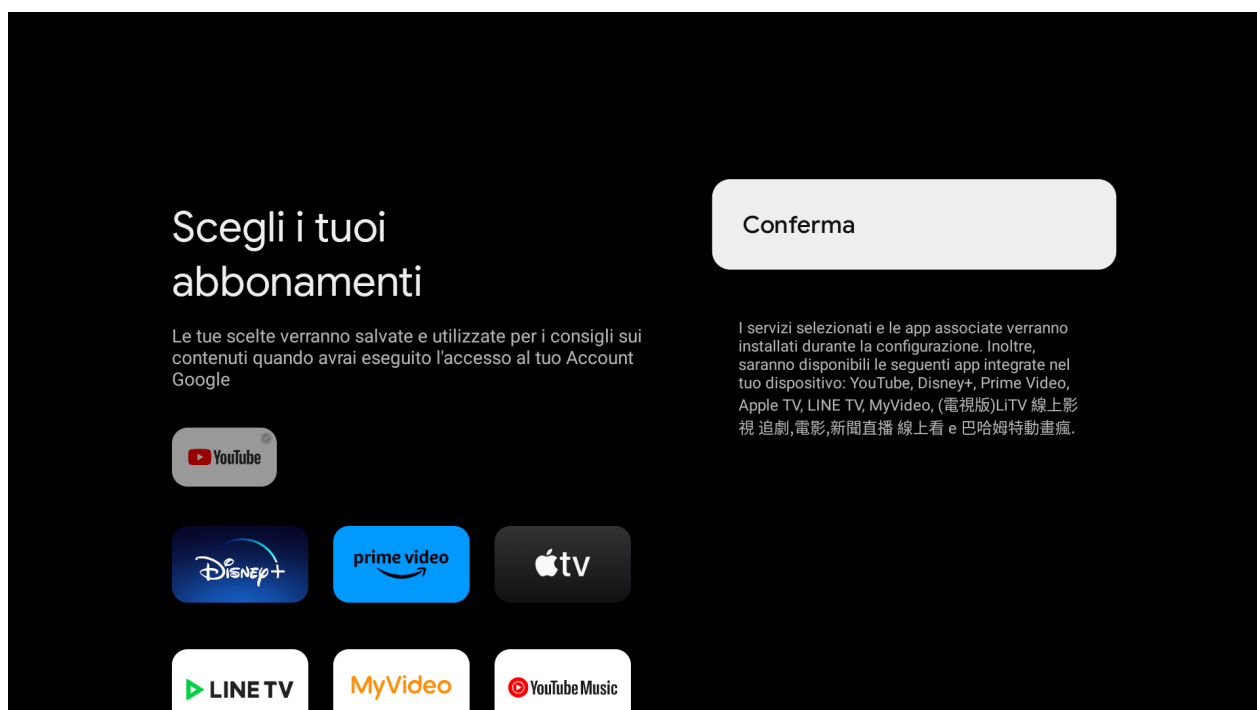 Scegli i tuoi
abbonamenti
Le tue scelte verranno salvate e utilizzate per i consigli sui
contenuti quando avrai eseguito l'accesso al tuo Account
Google
YouTube
Disney+
prime video
tv
LINE TV
MyVideo
YouTube Music
Conferma
I servizi selezionati e le app associate verranno
installati durante la configurazione. Inoltre,
saranno disponibili le seguenti app integrate nel
tuo dispositivo: YouTube, Disney+, Prime Video,
Apple TV, LINE TV, MyVideo, (電視版)LiTV 線上影
視 追劇,電影,新聞直播 線上看 e 巴哈姆特動畫瘋.